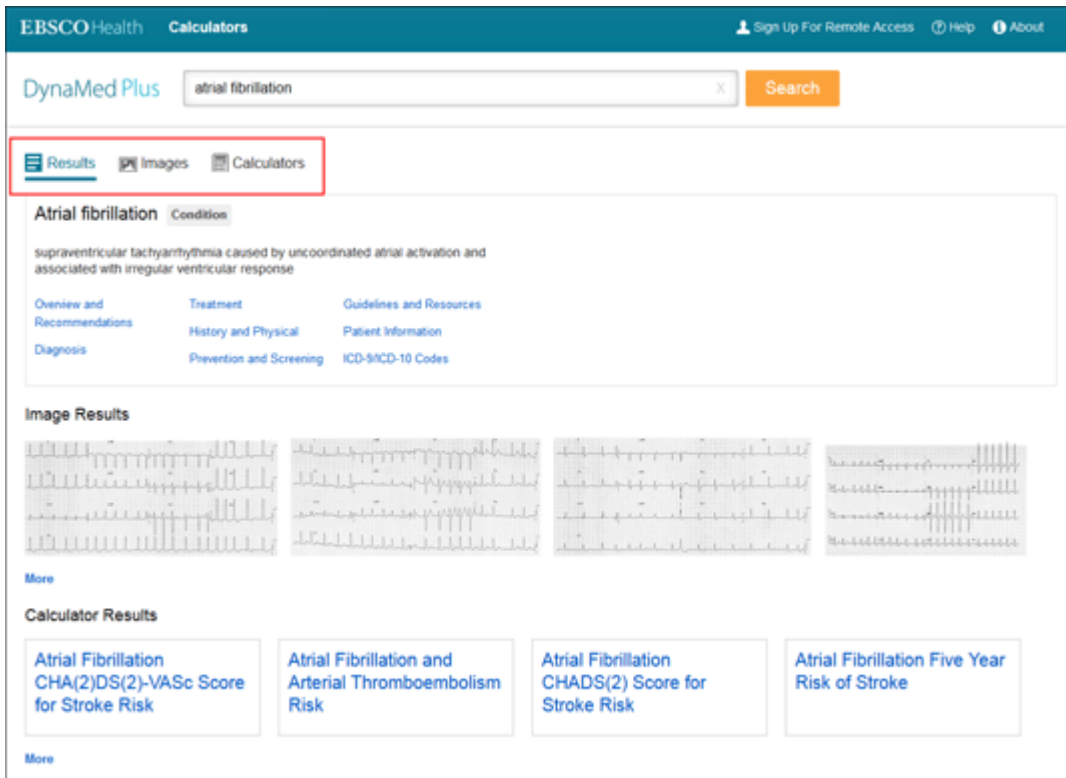 EBSCOHealth Calculators Sign Up For Remote Access Help About
DynaMed Plus atrial fibrillation X Search
Results Images Calculators
Atrial fibrillation Condition
supraventricular tachyarrhythmia caused by uncoordinated atrial activation and
associated with irregular ventricular response
Overview and
Recommendations
Diagnosis
Treatment
History and Physical
Prevention and Screening
Guidelines and Resources
Patient Information
ICD-9/ICD-10 Codes
Image Results
More
Calculator Results
Atrial Fibrillation
CHA(2)DS(2)-VASc Score
for Stroke Risk
Atrial Fibrillation and
Arterial Thromboembolism
Risk
Atrial Fibrillation
CHADS(2) Score for
Stroke Risk
Atrial Fibrillation Five Year
Risk of Stroke
More